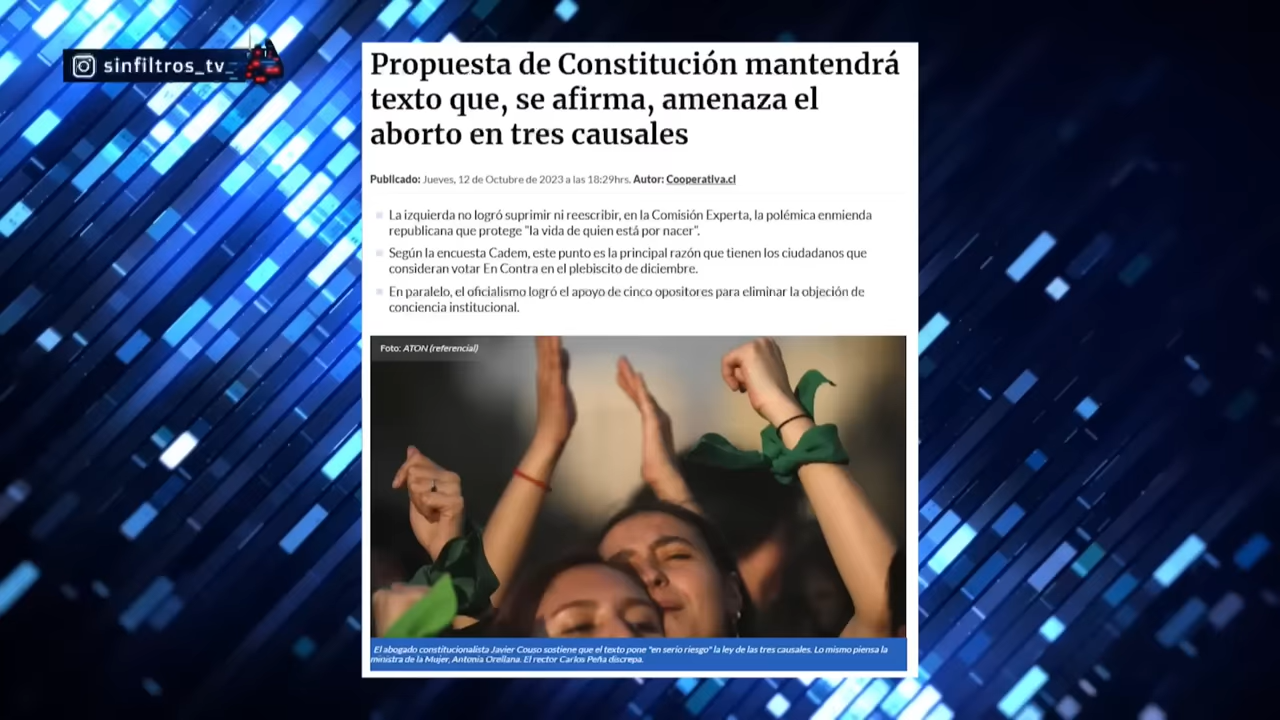 sinfiltros_tv_
Propuesta de Constitución mantendrá
texto que, se afirma, amenaza el
aborto en tres causales
Publicado: Jueves, 12 de Octubre de 2023 a las 18:29hrs. Autor: Cooperativa.cl
La izquierda no logró suprimir ni reescribir, en la Comisión Experta, la polémica enmienda
republicana que protege "la vida de quien está por nacer".
Según la encuesta Cadem, este punto es la principal razón que tienen los ciudadanos que
consideran votar En Contra en el plebiscito de diciembre.
En paralelo, el oficialismo logró el apoyo de cinco opositores para eliminar la objeción de
conciencia institucional.
Foto: ATON (referencial)
El abogado constitucionalista Javier Couso sostiene que el texto pone "en serio riesgo" la ley de las tres causales. Lo mismo piensa la
ministra de la Mujer, Antonia Orellana. El rector Carlos Peña discrepa.